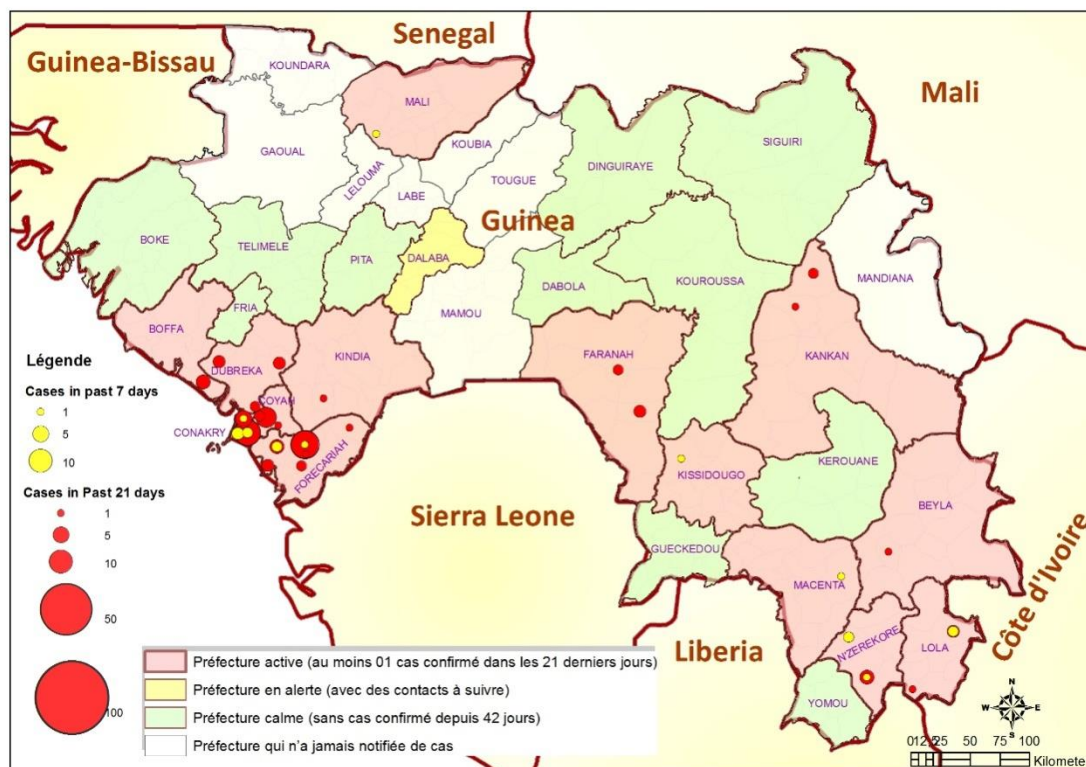 Senegal
Guinea-Bissau
KOUNDARA
Mali
MALI
SIGUIRI
GAOUAL
KOUBIA
DINGUIRAYE
LELOUMA
LABE
TOUGUE
Guinea
BOKE
TELIMELE
PITA
DALABA
KOUROUSSA
MANDIANA
DABOLA
FRIA
MAMOU
BOFFA
KINDIA
FARANAH
KANKAN
DUBREKA
COYAH
CONAKRY
FORECARIAH
KISSIDOUGO
KEROUANE
BEYLA
Sierra Leone
GUECKEDOU
MACENTA
Côte d'Ivoire
Liberia
N'ZEREKORE
LOLA
YOMOU
Légende
Cases in past 7 days
1
5
10
Cases in Past 21 days
1
5
10
50
100
Préfecture active (au moins 01 cas confirmé dans les 21 derniers jours)
Préfecture en alerte (avec des contacts à suivre)
Préfecture calme (sans cas confirmé depuis 42 jours)
Préfecture qui n'a jamais notifiée de cas
N
W E
S
50 75 100
Kilomete